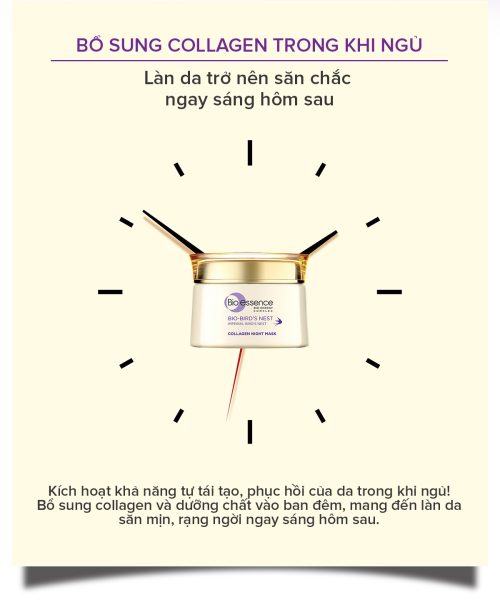 BỔ SUNG COLLAGEN TRONG KHI NGỦ
Làn da trở nên săn chắc
ngay sáng hôm sau
Bio essence
BIO ENERGY
COMPLEX
BIO-BIRD'S NEST
IMPERIAL BIRD'S NEST
COLLAGEN NIGHT MASK
Kích hoạt khả năng tự tái tạo, phục hồi của da trong khi ngủ!
Bổ sung collagen và dưỡng chất vào ban đêm, mang đến làn da
săn mịn, rạng ngời ngay sáng hôm sau.